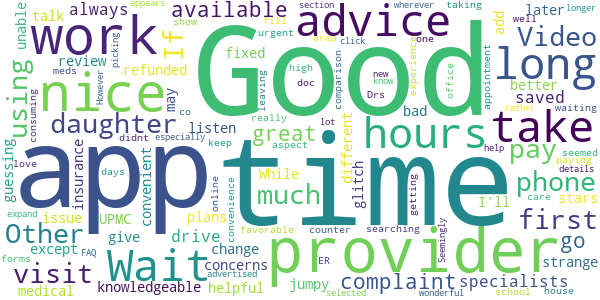 Good
app
time
provider
work
nice
advice
long
take
hours
Wait
available
always
talk
If
Video
later
fill
show
unable
picking
meds
wherever
taking
appears
longer
urgent
section
area
click
one
add
well
review
refunded
fixed
high
doc
new
know
Drs
office
appointment
experience
better
saved
waiting
rather
using
daughter
may
co
listen
leaving
comparison
bad
pay
seemed
paying
really
lot
great
different
consuming
However
didnt
especially
keep
aspect
help
details
guessing
love
insurance
days
convenient
online
While
much
glitch
getting
searching
phone
I'll
care
stars
first
issue
UPMC
plans
favorable
counter
Other
expand
FAQ
give
drive
convenience
ER
Seemingly
go
except
change
concerns
advertised
strange
forms
visit
medical
knowledgeable
helpful
jumpy
selected
complaint
wonderful
specialists
school
house